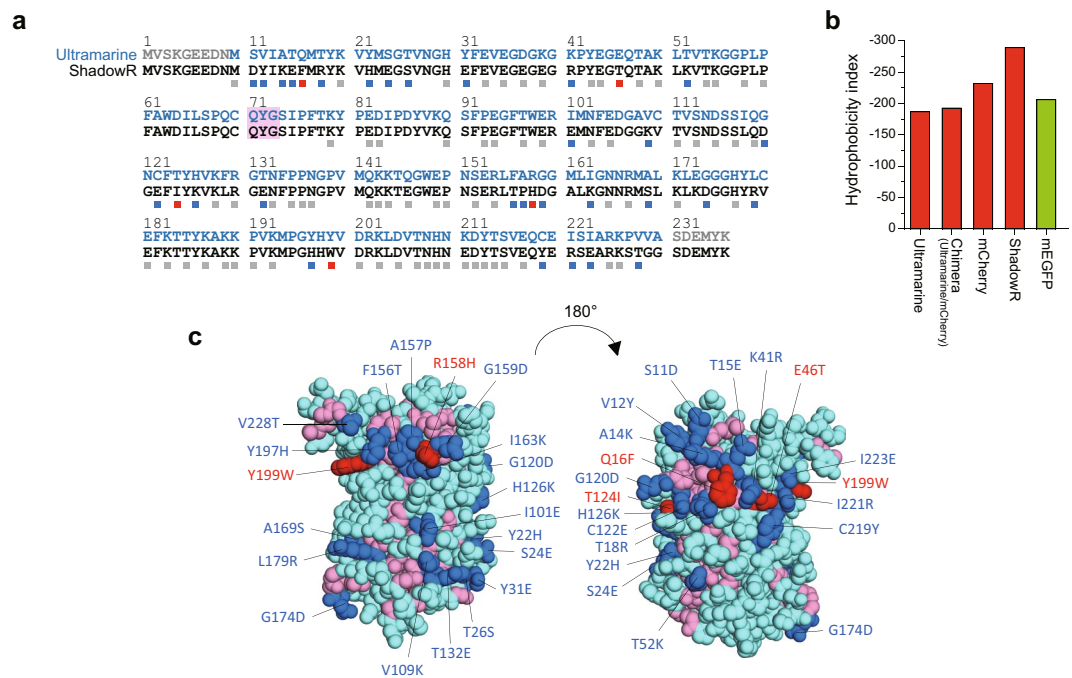 a
1 11 21 31 41 51
Ultramarine MVSKGEEDNM SVIATQMTYK VYMSGTVNGH YFEVEGDGKG KPYEGEQTAK LTVTKGGPLP
ShadowR MVSKGEEDNM DYIKEFMRYK VHMEGSVNGH EFEVEGEGEG RPYEGTQTAK LKVTKGGPLP
61 71 81 91 101 111
FAWDILSPQC QYGSIPFTKY PEDIPDYVKQ SFPEGFTWER IMNFEDGAVC TVSNDSSIQG
FAWDILSPQC QYGSIPFTKY PEDIPDYVKQ SFPEGFTWER EMNFEDGGKV TVSNDSSLQD
121 131 141 151 161 171
NCFTYHVKFR GTNFPPNGPV MQKKTQGWEP NSERLFARGG MLIGNNRMAL KLEGGGHYLC
GEFIYKVKLR GENFPPNGPV MQKKTEGWEP NSERLTPHDG ALKGNNRMSL KLKDGGHYRV
181 191 201 211 221 231
EFKTTYKAKK PVKMPGYHYV DRKLDVTNHN KDYTSVEQCE ISIARKPVVA SDEMYK
EFKTTYKAKK PVKMPGHHWV DRKLDVTNHN KDYTSVEQYE RSEARKSTGG SDEMYK
b
Hydrophobicity index
-300
-250
-200
-150
-100
-50
0
Ultramarine
Chimera
(Ultramarine/mCherry)
mCherry
ShadowR
mEGFP
c
180°
A157P
R158H
F156T
G159D
V228T
Y197H
I163K
Y199W
G120D
H126K
I101E
A169S
Y22H
L179R
S24E
Y31E
G174D
T26S
T132E
V109K
K41R
T15E
S11D
E46T
V12Y
A14K
Q16F
I223E
G120D
Y199W
T124I
I221R
H126K
C122E
C219Y
T18R
Y22H
S24E
T52K
G174D